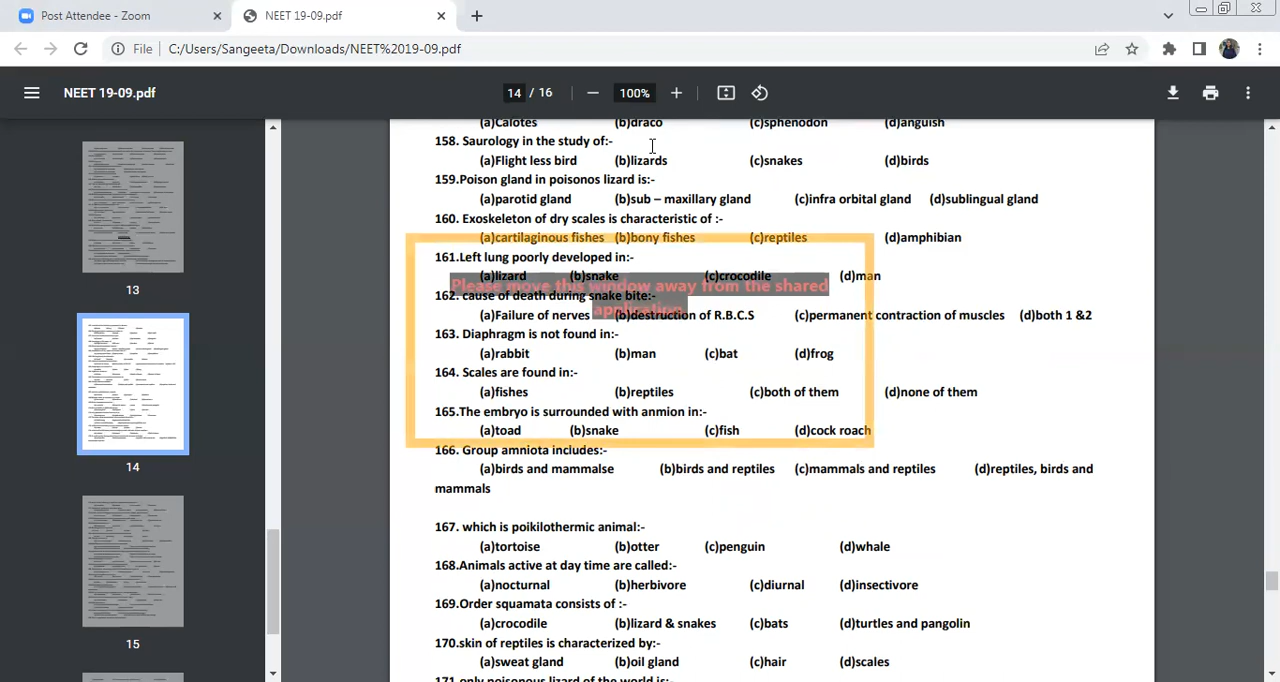 Post Attendee - Zoom
NEET 19-09.pdf
File C:/Users/Sangeeta/Downloads/NEET%2019-09.pdf
NEET 19-09.pdf
14 / 16
100%
(a)Calotes (b)draco (c)sphenodon (d)anguish
158. Saurology in the study of:-
(a)Flight less bird (b)lizards (c)snakes (d)birds
159.Poison gland in poisonos lizard is:-
(a)parotid gland (b)sub – maxillary gland (c)infra orbital gland (d)sublingual gland
160. Exoskeleton of dry scales is characteristic of :-
(a)cartilaginous fishes (b)bony fishes (c)reptiles (d)amphibian
161.Left lung poorly developed in:-
(a)lizard (b)snake (c)crocodile (d)man
Please move this window away from the shared
application
162. cause of death during snake bite:-
(a)Failure of nerves (b)destruction of R.B.C.S (c)permanent contraction of muscles (d)both 1 &2
163. Diaphragm is not found in:-
(a)rabbit (b)man (c)bat (d)frog
164. Scales are found in:-
(a)fishes (b)reptiles (c)both of them (d)none of them
165.The embryo is surrounded with anmion in:-
(a)toad (b)snake (c)fish (d)cock roach
166. Group amniota includes:-
(a)birds and mammalse (b)birds and reptiles (c)mammals and reptiles (d)reptiles, birds and
mammals
167. which is poikilothermic animal:-
(a)tortoise (b)otter (c)penguin (d)whale
168.Animals active at day time are called:-
(a)nocturnal (b)herbivore (c)diurnal (d)insectivore
169.Order squamata consists of :-
(a)crocodile (b)lizard & snakes (c)bats (d)turtles and pangolin
170.skin of reptiles is characterized by:-
(a)sweat gland (b)oil gland (c)hair (d)scales
171.only poisonous lizard of the world is:-
13
14
15